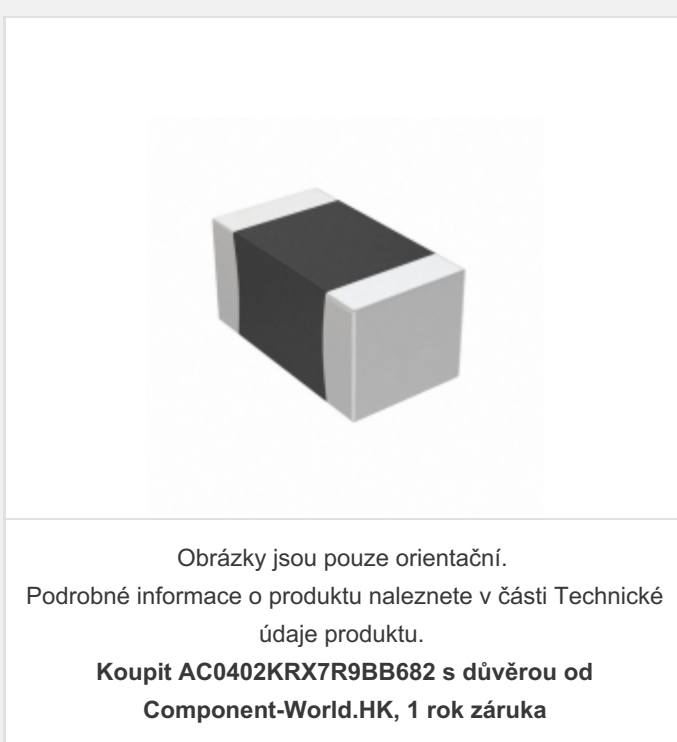 Obrázky jsou pouze orientační.
Podrobné informace o produktu naleznete v části Technické
údaje produktu.
Koupit AC0402KRX7R9BB682 s důvěrou od
Component-World.HK, 1 rok záruka